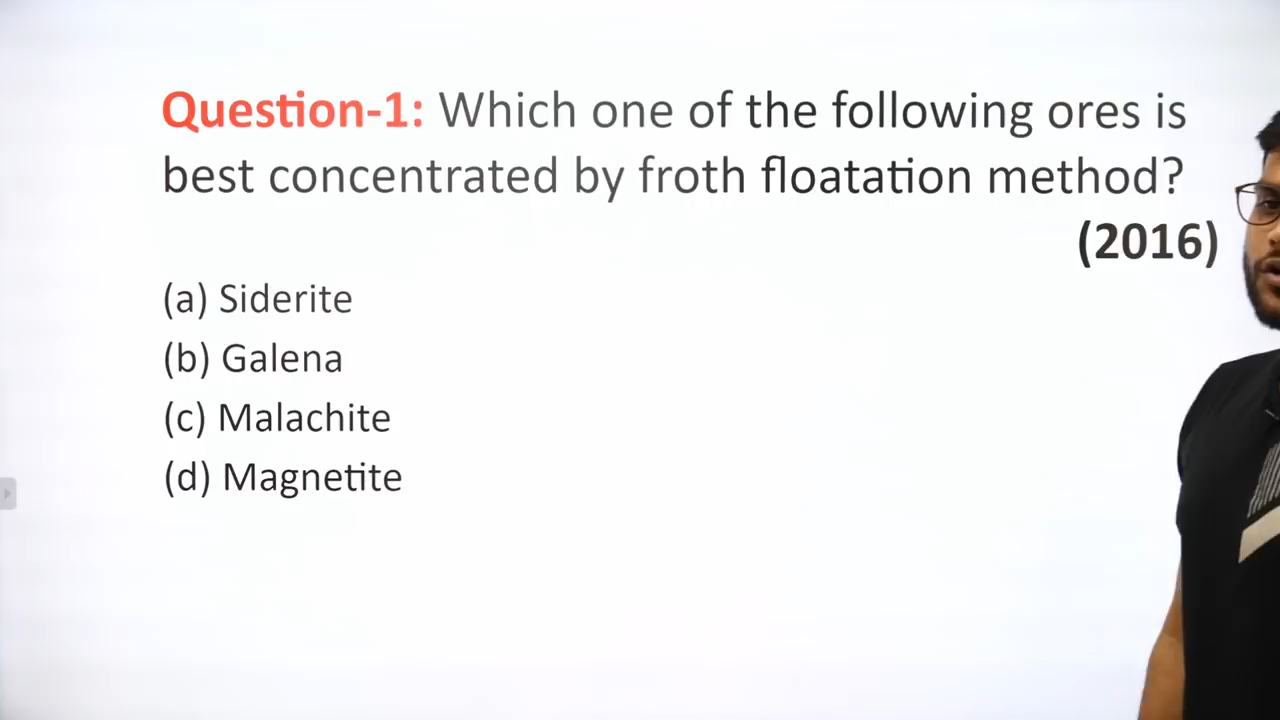 Question-1: Which one of the following ores is
best concentrated by froth floatation method?
(2016)
(a) Siderite
(b) Galena
(c) Malachite
(d) Magnetite